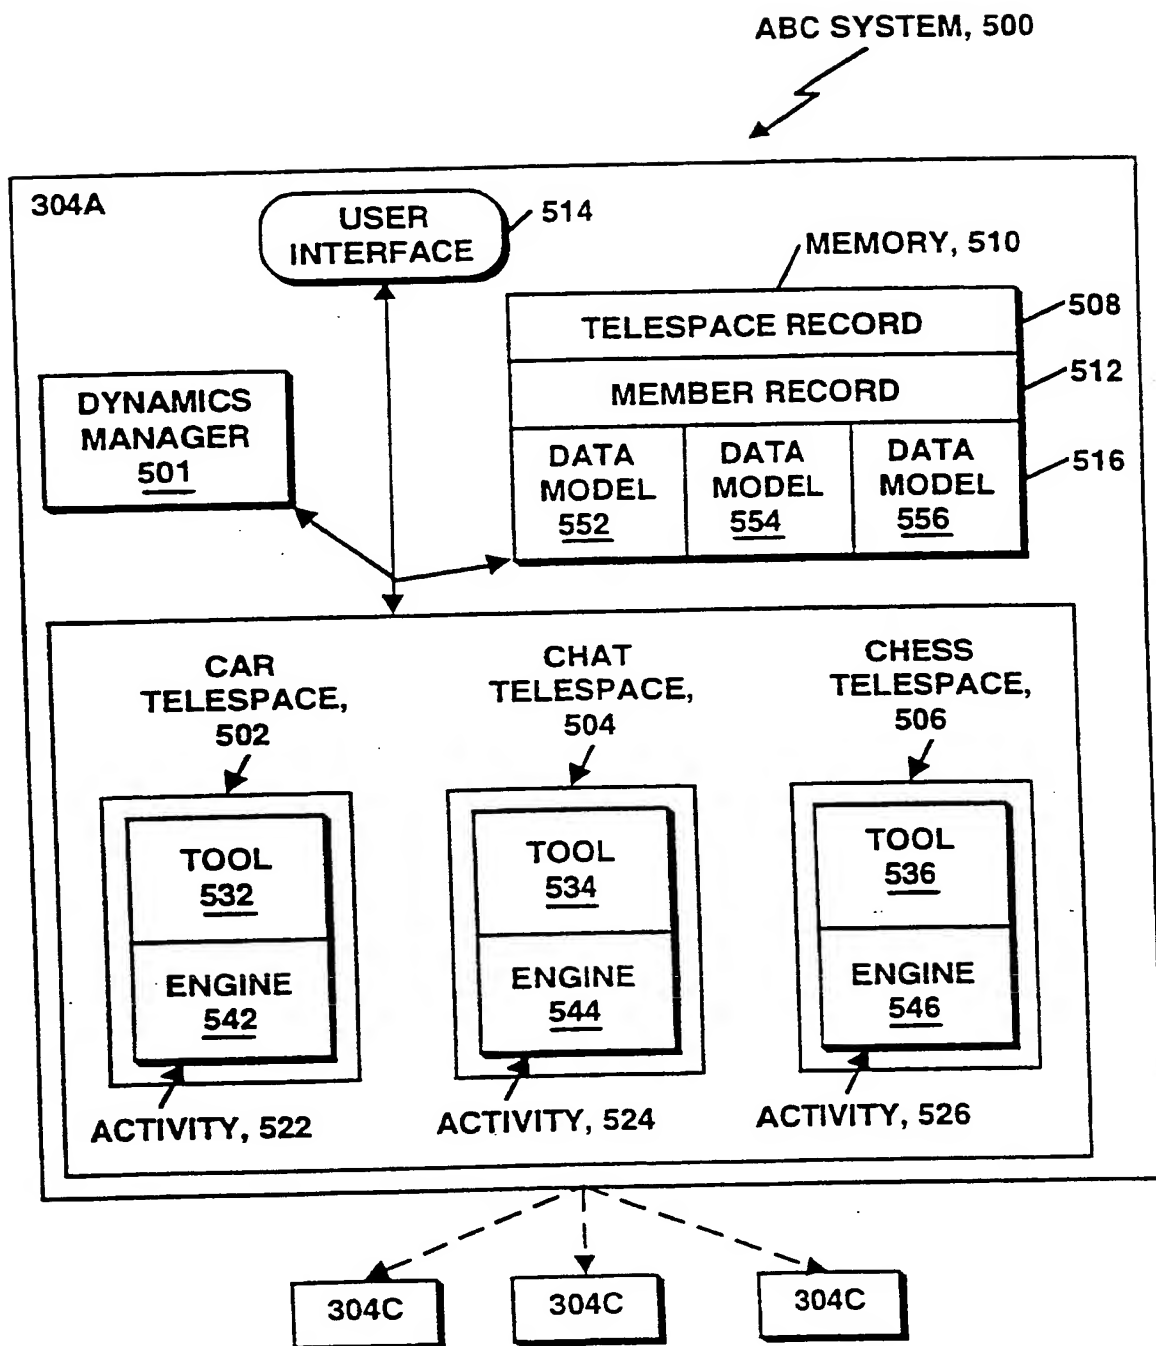 ABC SYSTEM, 500
304A
USER
INTERFACE
514
MEMORY, 510
TELESPACE RECORD
508
MEMBER RECORD
512
DYNAMICS
MANAGER
501
DATA
MODEL
552
DATA
MODEL
554
DATA
MODEL
556
516
CAR
TELESPACE,
502
CHAT
TELESPACE,
504
CHESS
TELESPACE,
506
TOOL
532
ENGINE
542
TOOL
534
ENGINE
544
TOOL
536
ENGINE
546
ACTIVITY, 522
ACTIVITY, 524
ACTIVITY, 526
304C
304C
304C